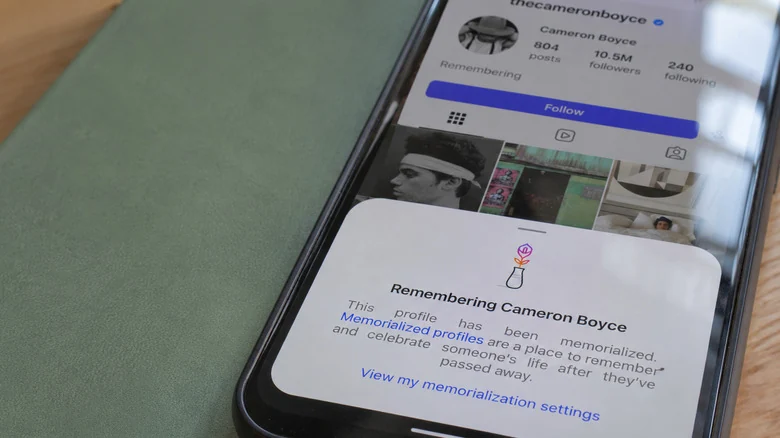 thecameronboyce
Cameron Boyce
804 10.5M 240
posts followers following
Remembering
Follow
Remembering Cameron Boyce
This profile has been memorialized.
Memorialized profiles are a place to remember
and celebrate someone's life after they've
passed away.
View my memorialization settings